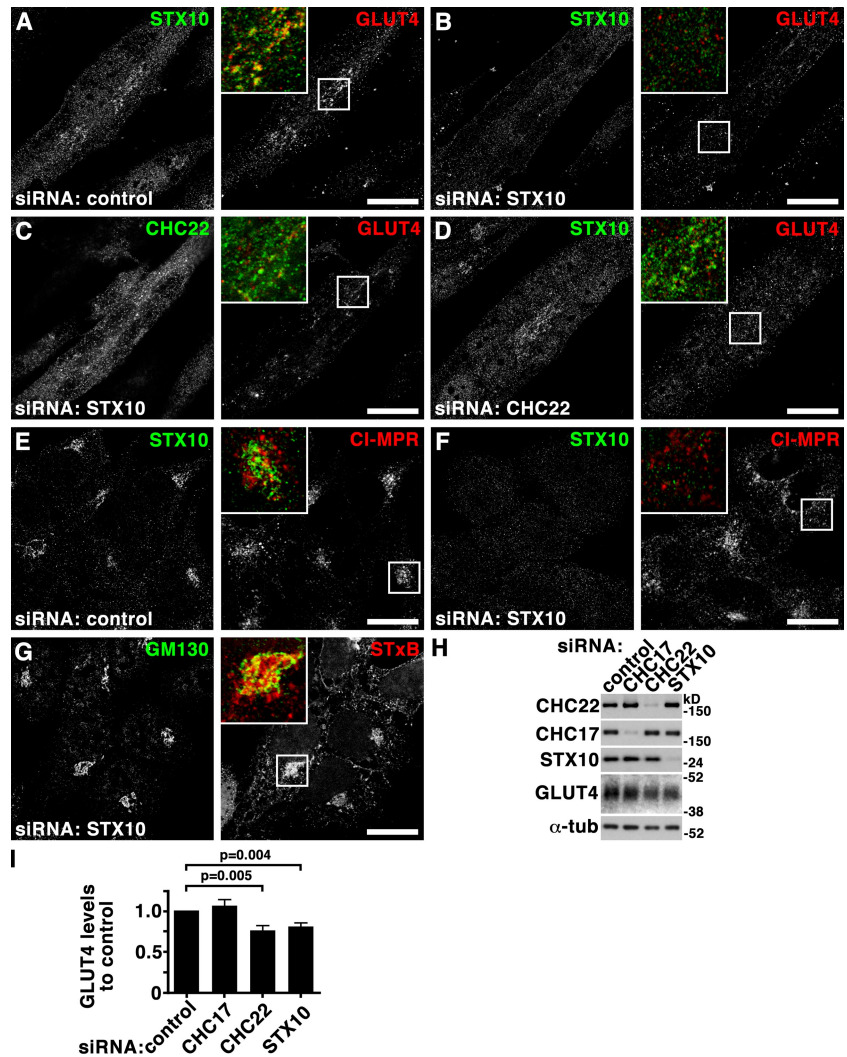 A STX10 GLUT4 B STX10 GLUT4
siRNA: control siRNA: STX10
C CHC22 GLUT4 D STX10 GLUT4
siRNA: STX10 siRNA: CHC22
E STX10 CI-MPR F STX10 CI-MPR
siRNA: control siRNA: STX10
G GM130 STxB
siRNA: STX10
H
siRNA:
control CHC17 CHC22 STX10
kD
CHC22 -150
CHC17 -150
STX10 -24
-52
GLUT4
-38
α-tub -52
I
p=0.004
p=0.005
GLUT4 levels
to control
1.0
0.5
0
siRNA: control CHC17 CHC22 STX10